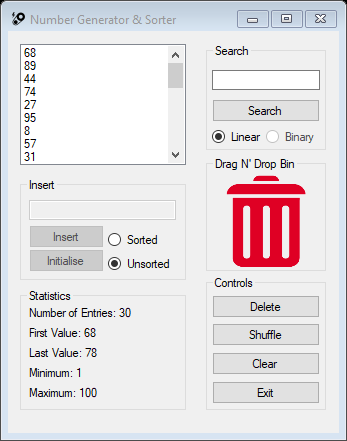 Number Generator & Sorter
68
89
44
74
27
95
8
57
31
Insert
Insert
Sorted
Initialise
Unsorted
Statistics
Number of Entries: 30
First Value: 68
Last Value: 78
Minimum: 1
Maximum: 100
Search
Search
Linear
Binary
Drag N' Drop Bin
Controls
Delete
Shuffle
Clear
Exit